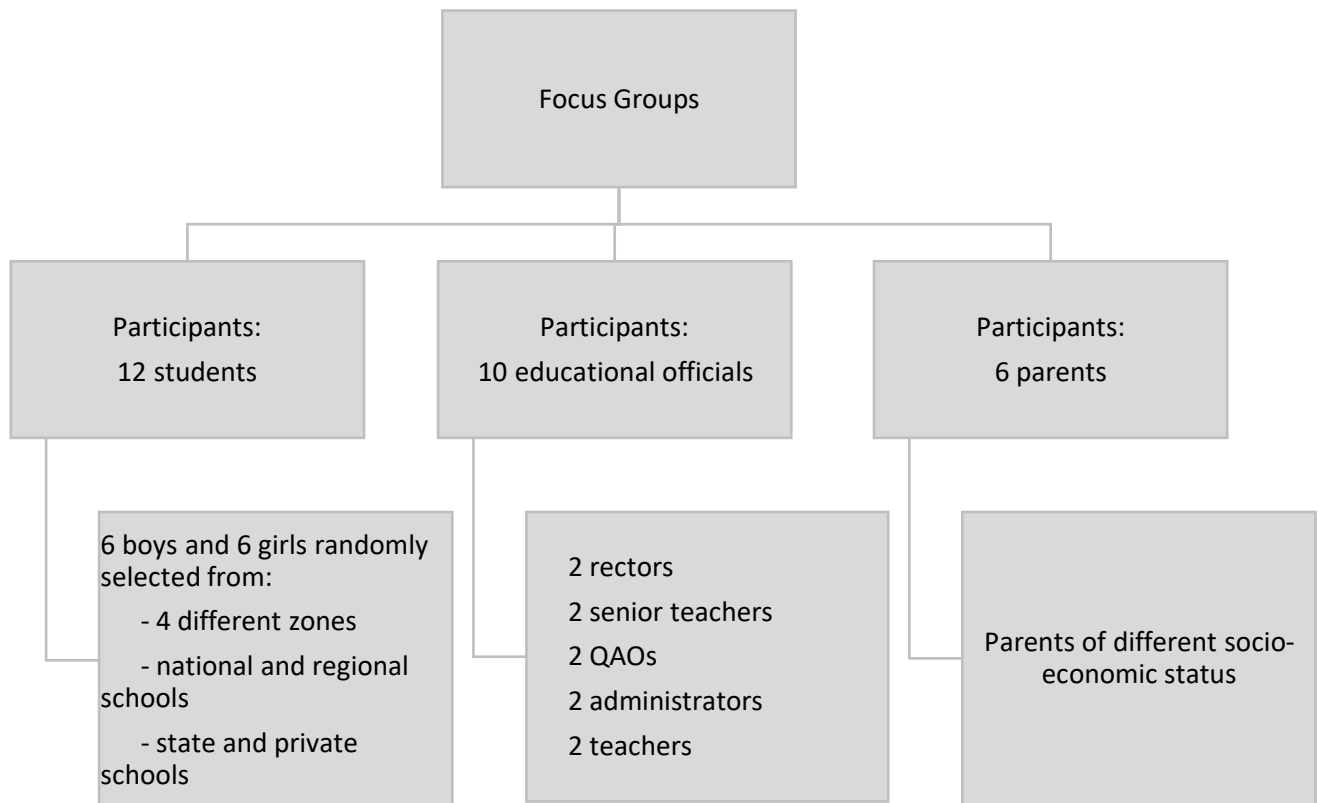 Focus Groups
Participants:
12 students
Participants:
10 educational officials
Participants:
6 parents
6 boys and 6 girls randomly
selected from:
- 4 different zones
- national and regional
schools
- state and private
schools
2 rectors
2 senior teachers
2 QAOs
2 administrators
2 teachers
Parents of different socio-
economic status